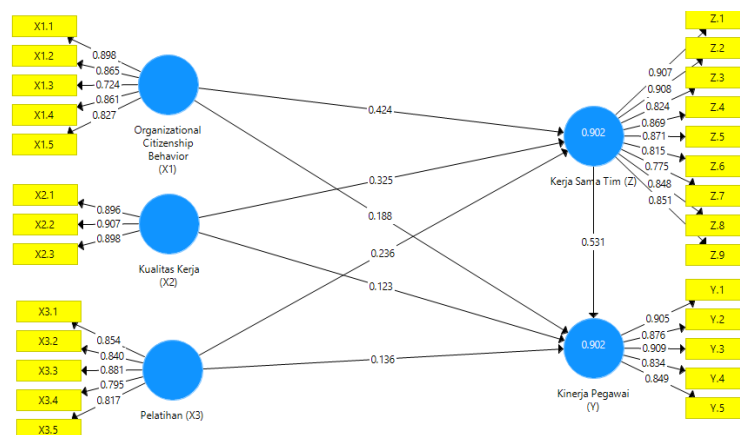 X1.1
X1.2
X1.3
X1.4
X1.5
0.898
0.865
0.724
0.861
0.827
Organizational
Citizenship
Behavior
(X1)
X2.1
X2.2
X2.3
0.896
0.907
0.898
Kualitas Kerja
(X2)
X3.1
X3.2
X3.3
X3.4
X3.5
0.854
0.840
0.881
0.795
0.817
Pelatihan (X3)
0.424
0.325
0.188
0.236
0.123
0.136
0.531
0.902
Kerja Sama Tim (Z)
0.907
0.908
0.824
0.869
0.871
0.815
0.775
0.848
0.851
Z.1
Z.2
Z.3
Z.4
Z.5
Z.6
Z.7
Z.8
Z.9
0.902
Kinerja Pegawai
(Y)
0.905
0.876
0.909
0.834
0.849
Y.1
Y.2
Y.3
Y.4
Y.5